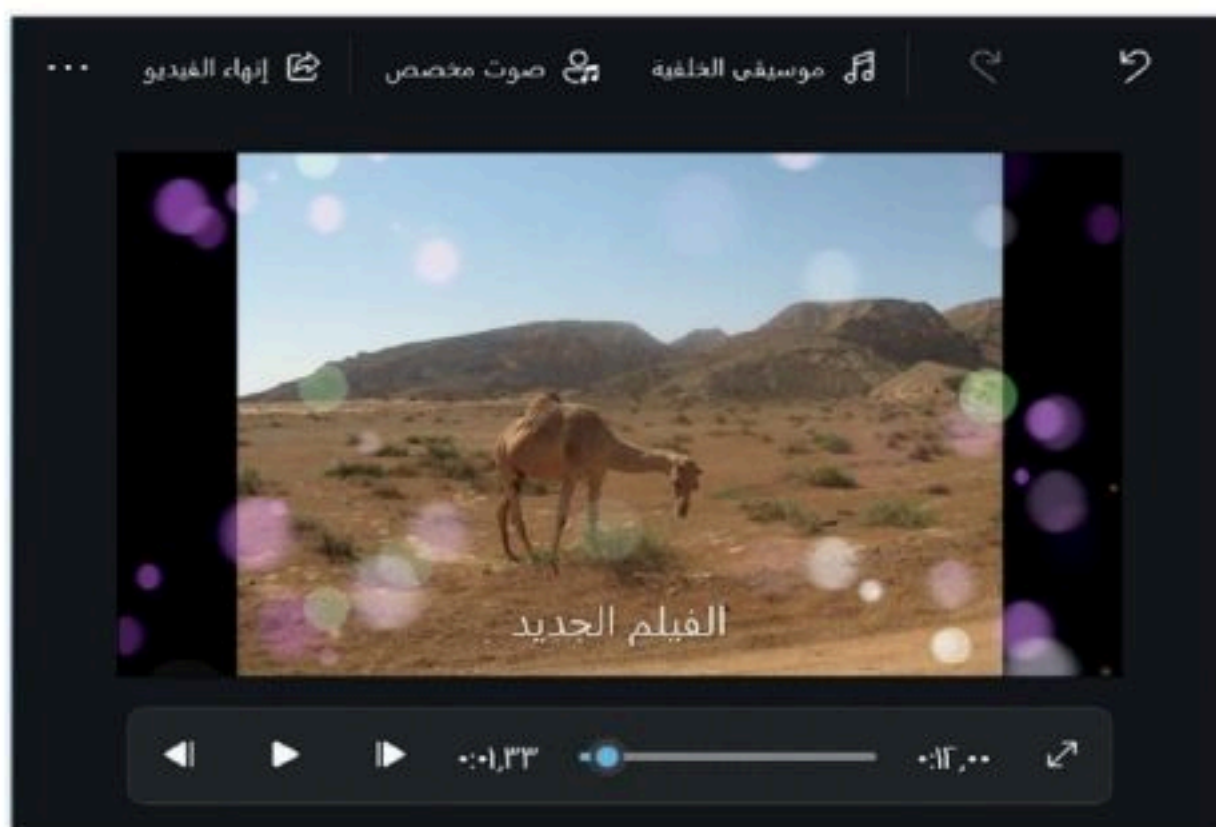 موسيقى الخلفية صوت مخصص إنهاء الفيديو ...
الفيلم الجديد
٠:٠١,٣٣ ٠:١٢,٠٠